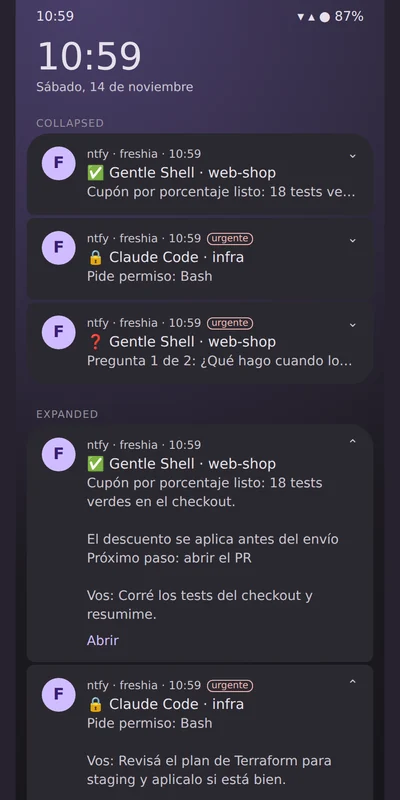 10:59
87%
10:59
Sábado, 14 de noviembre
COLLAPSED
F
ntfy · freshia · 10:59
✅ Gentle Shell · web-shop
Cupón por porcentaje listo: 18 tests ve…
F
ntfy · freshia · 10:59 urgente
🔒 Claude Code · infra
Pide permiso: Bash
F
ntfy · freshia · 10:59 urgente
❓ Gentle Shell · web-shop
Pregunta 1 de 2: ¿Qué hago cuando lo…
EXPANDED
F
ntfy · freshia · 10:59
✅ Gentle Shell · web-shop
Cupón por porcentaje listo: 18 tests
verdes en el checkout.
El descuento se aplica antes del envío
Próximo paso: abrir el PR
Vos: Corré los tests del checkout y
resumime.
Abrir
F
ntfy · freshia · 10:59 urgente
🔒 Claude Code · infra
Pide permiso: Bash
Vos: Revisá el plan de Terraform para
staging y aplicalo si está bien.